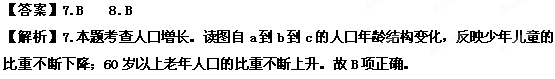 【答案】7.B 8.B
【解析】7.本题考查人口增长。读图自 a 到 b 到 c 的人口年龄结构变化，反映少年儿童的
比重不断下降；60 岁以上老年人口的比重不断上升。故 B 项正确。